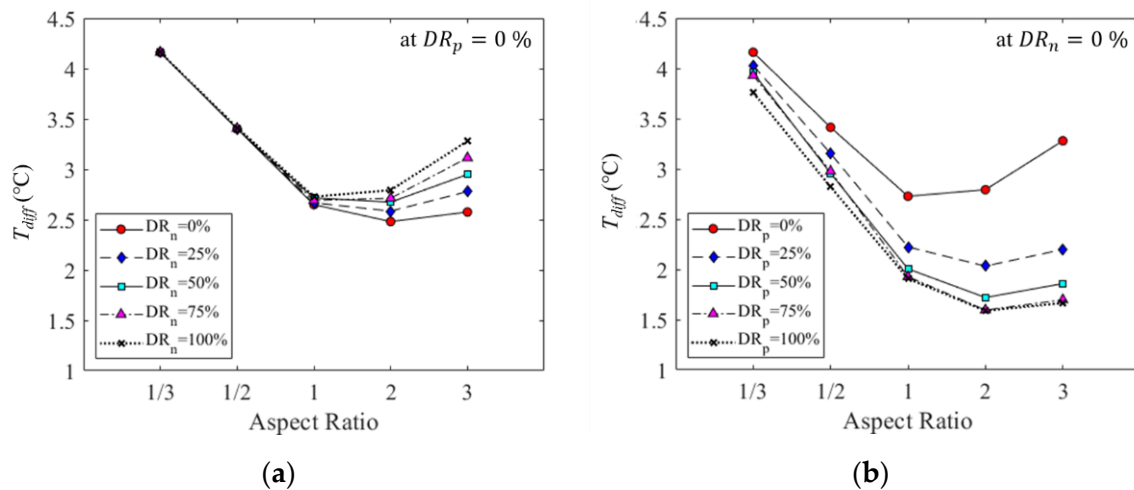 at DR_p = 0 %
4.5
4
3.5
3
2.5
2
1.5
1
T_diff (°C)
DR_n=0%
DR_n=25%
DR_n=50%
DR_n=75%
DR_n=100%
1/3 1/2 1 2 3
Aspect Ratio
(a)
at DR_n = 0 %
4.5
4
3.5
3
2.5
2
1.5
1
T_diff (°C)
DR_p=0%
DR_p=25%
DR_p=50%
DR_p=75%
DR_p=100%
1/3 1/2 1 2 3
Aspect Ratio
(b)